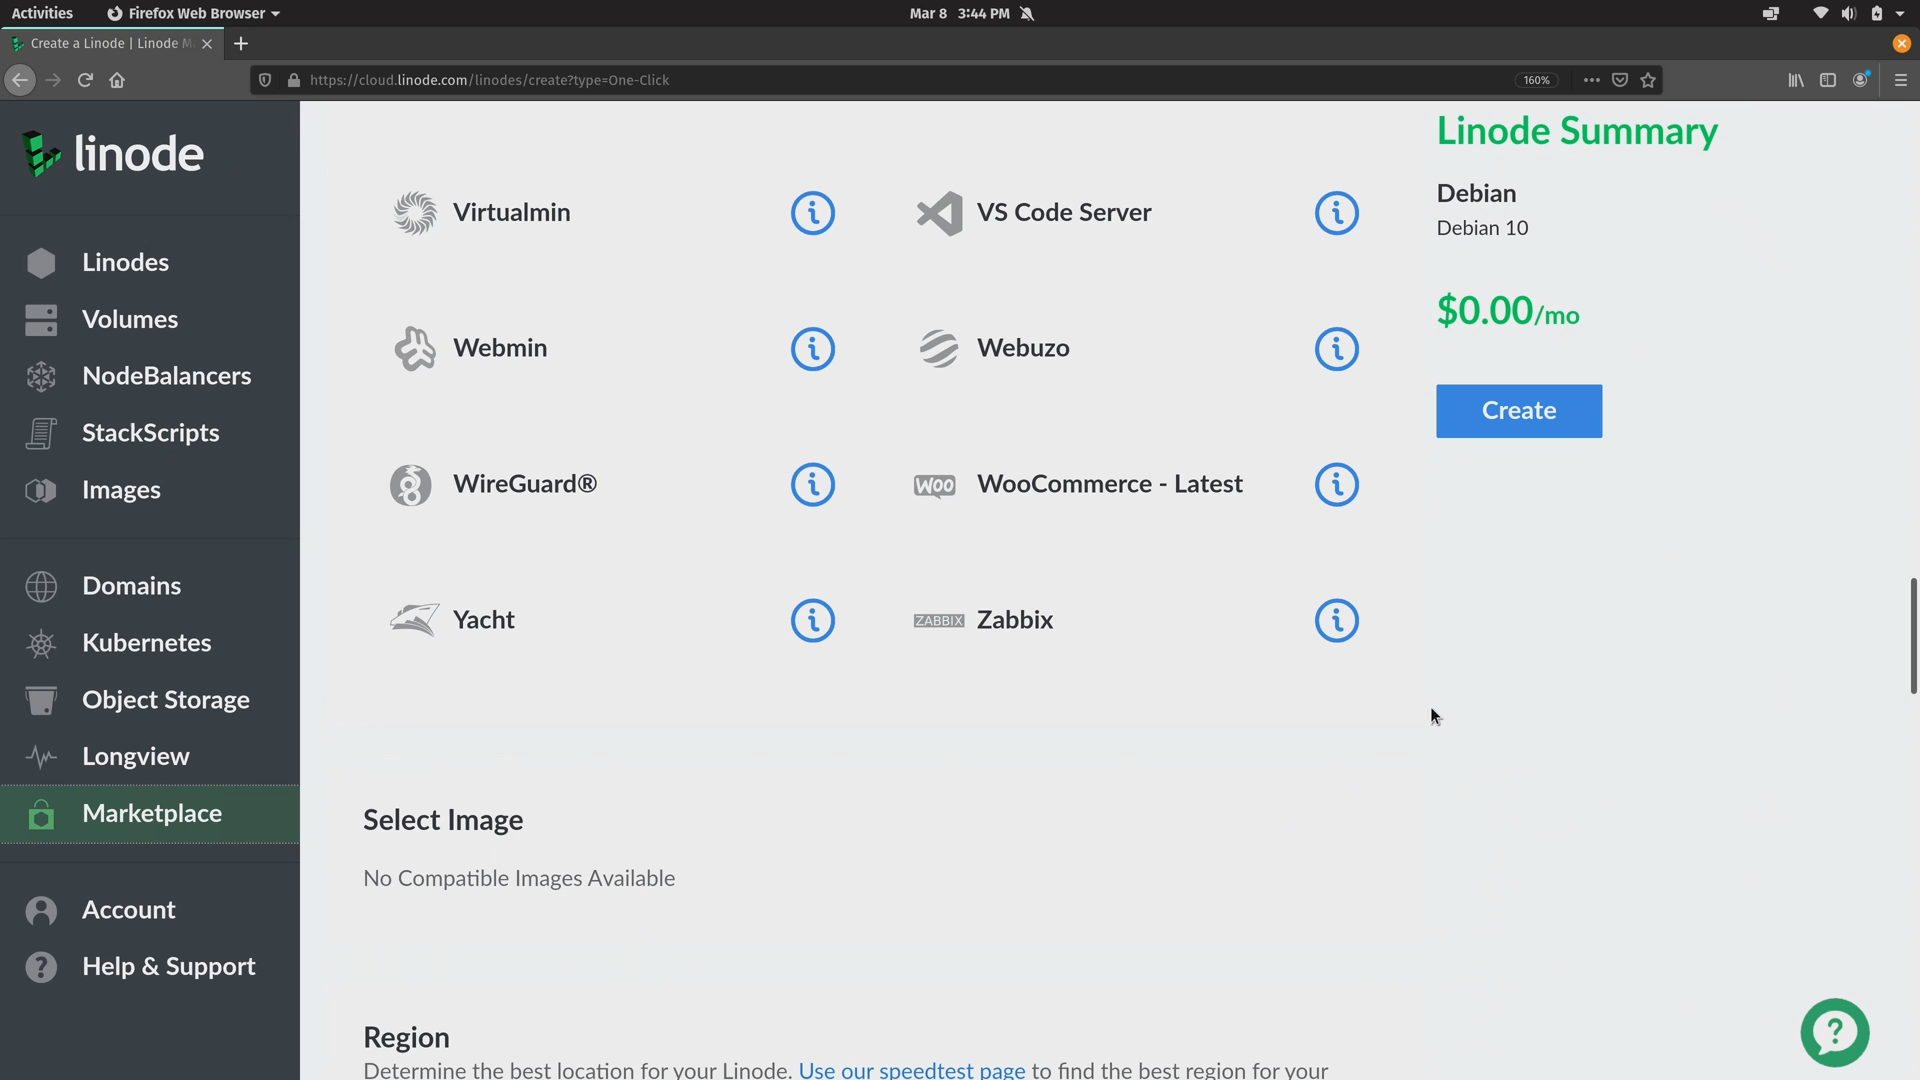 Activities
Firefox Web Browser
Mar 8 3:44 PM
Create a Linode | Linode M
https://cloud.linode.com/linodes/create?type=One-Click
160%
linode
Linodes
Volumes
NodeBalancers
StackScripts
Images
Domains
Kubernetes
Object Storage
Longview
Marketplace
Account
Help & Support
Virtualmin
VS Code Server
Webmin
Webuzo
WireGuard®
WOO
WooCommerce - Latest
Yacht
ZABBIX
Zabbix
Select Image
No Compatible Images Available
Region
Determine the best location for your Linode. Use our speedtest page to find the best region for your
Linode Summary
Debian
Debian 10
$0.00/mo
Create